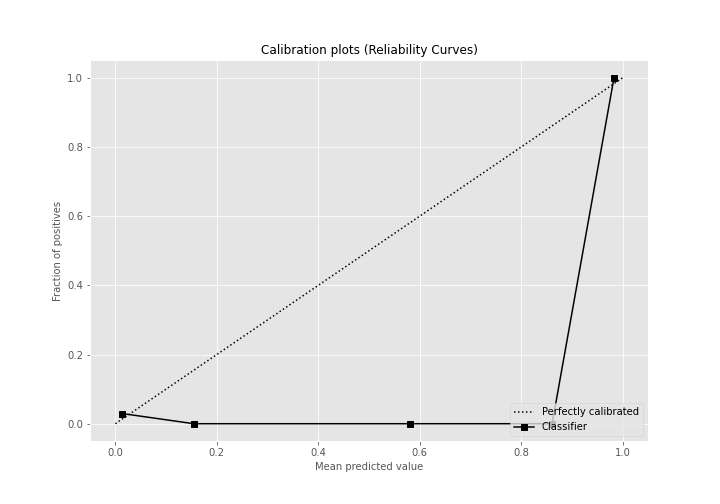 Calibration plots (Reliability Curves)
1.0
0.8
0.6
0.4
0.2
0.0
Fraction of positives
Perfectly calibrated
Classifier
0.0 0.2 0.4 0.6 0.8 1.0
Mean predicted value